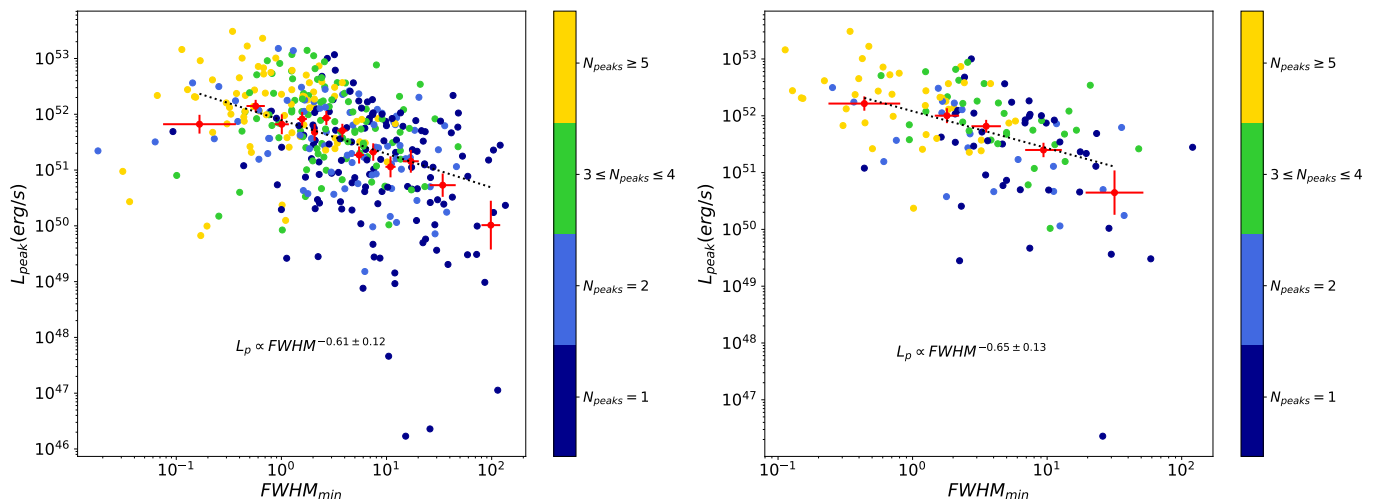 10^53
10^52
10^51
10^50
10^49
10^48
10^47
10^46
L_peak(erg/s)
10^−1
10^0
10^1
10^2
FWHM_min
L_p ∝ FWHM^−0.61 ± 0.12
N_peaks ≥ 5
3 ≤ N_peaks ≤ 4
N_peaks = 2
N_peaks = 1
10^53
10^52
10^51
10^50
10^49
10^48
10^47
L_peak(erg/s)
10^−1
10^0
10^1
10^2
FWHM_min
L_p ∝ FWHM^−0.65 ± 0.13
N_peaks ≥ 5
3 ≤ N_peaks ≤ 4
N_peaks = 2
N_peaks = 1